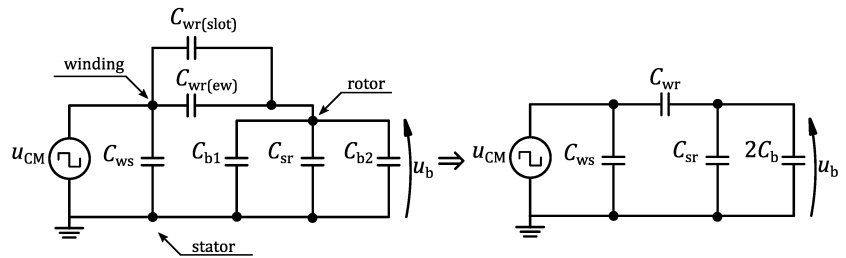 C_wr(slot)
winding
C_wr(ew)
rotor
u_CM
C_ws
C_b1
C_sr
C_b2
u_b
stator
C_wr
u_CM
C_ws
C_sr
2C_b
u_b